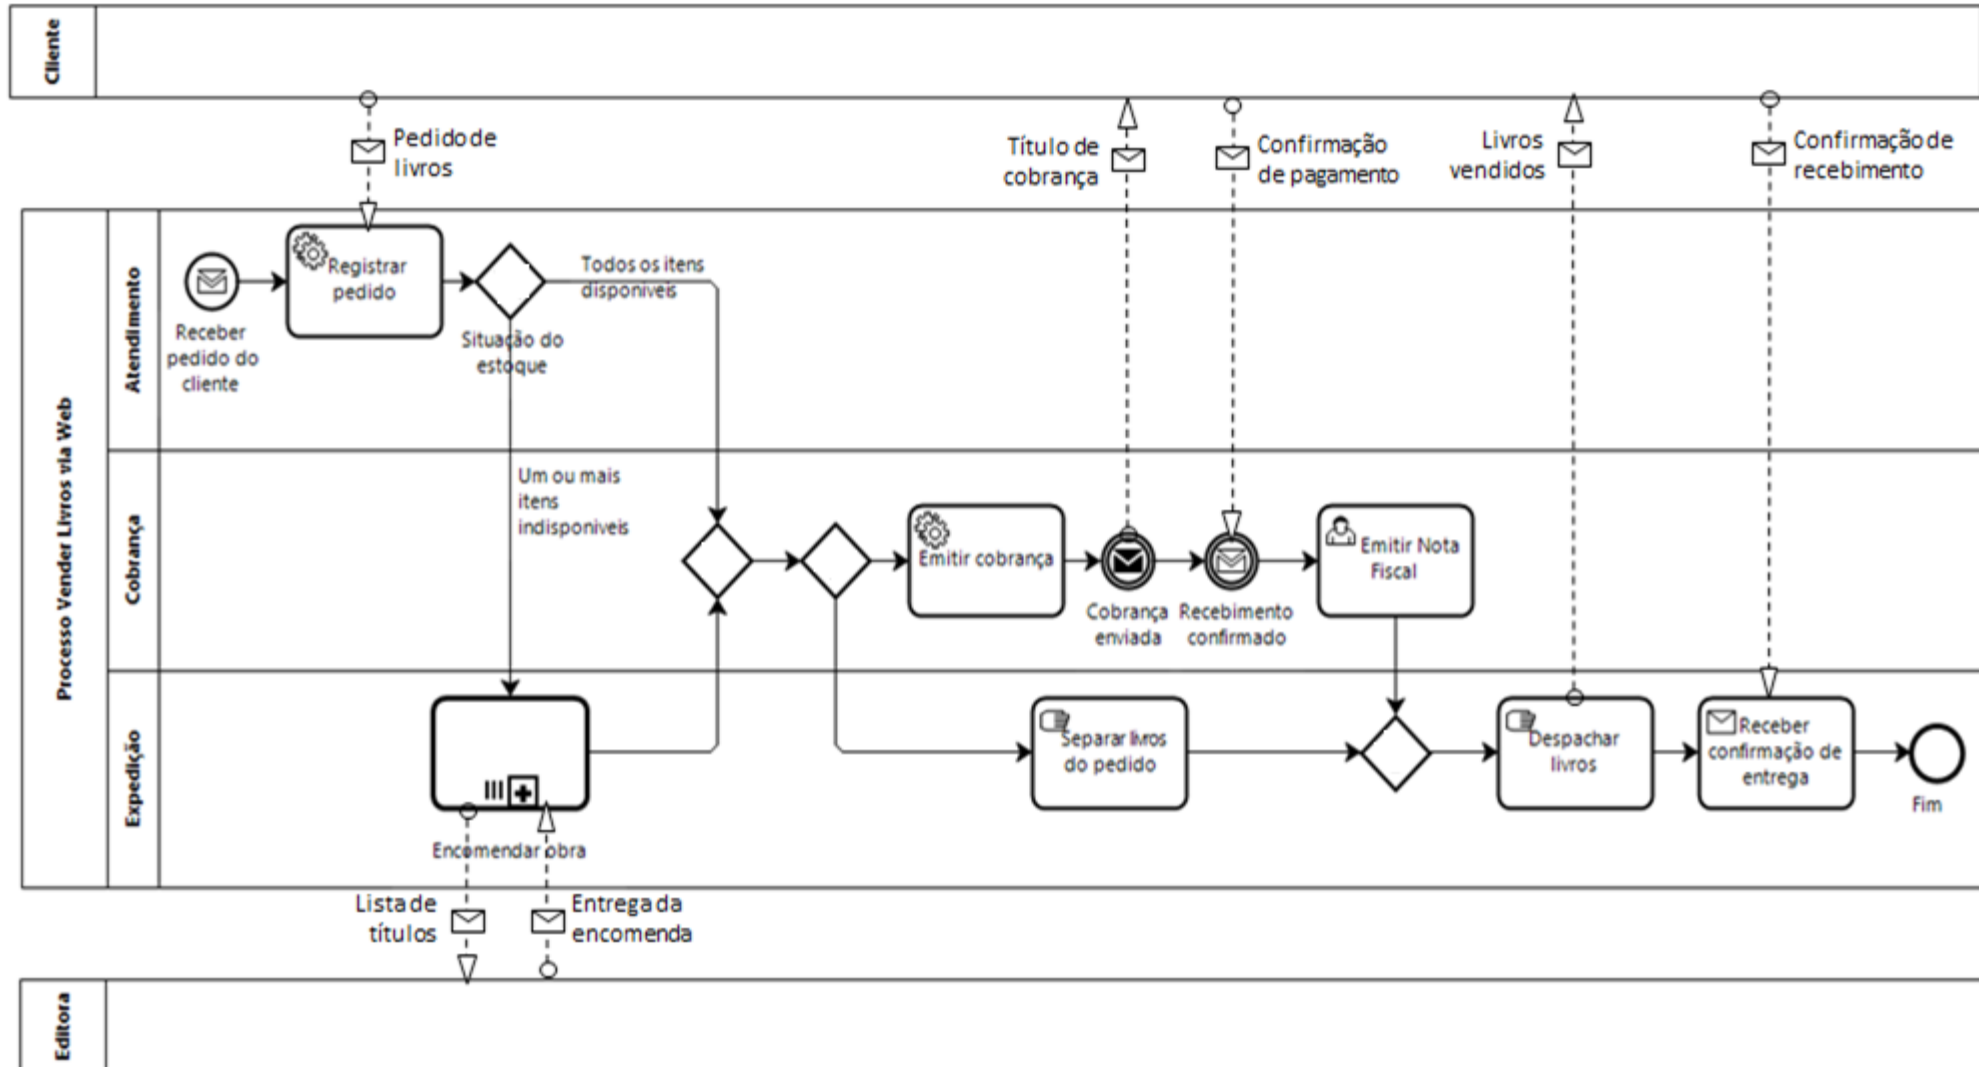 Cliente
Pedido de
livros
Título de
cobrança
Confirmação
de pagamento
Livros
vendidos
Confirmação de
recebimento
Processo Vender Livros via Web
Atendimento
Receber
pedido do
cliente
Registrar
pedido
Situação do
estoque
Todos os itens
disponiveis
Cobrança
Um ou mais
itens
indisponiveis
Emitir cobrança
Cobrança
enviada
Recebimento
confirmado
Emitir Nota
Fiscal
Expedição
Encomendar obra
Separar livros
do pedido
Despachar
livros
Receber
confirmação de
entrega
Fim
Lista de
títulos
Entrega da
encomenda
Editora